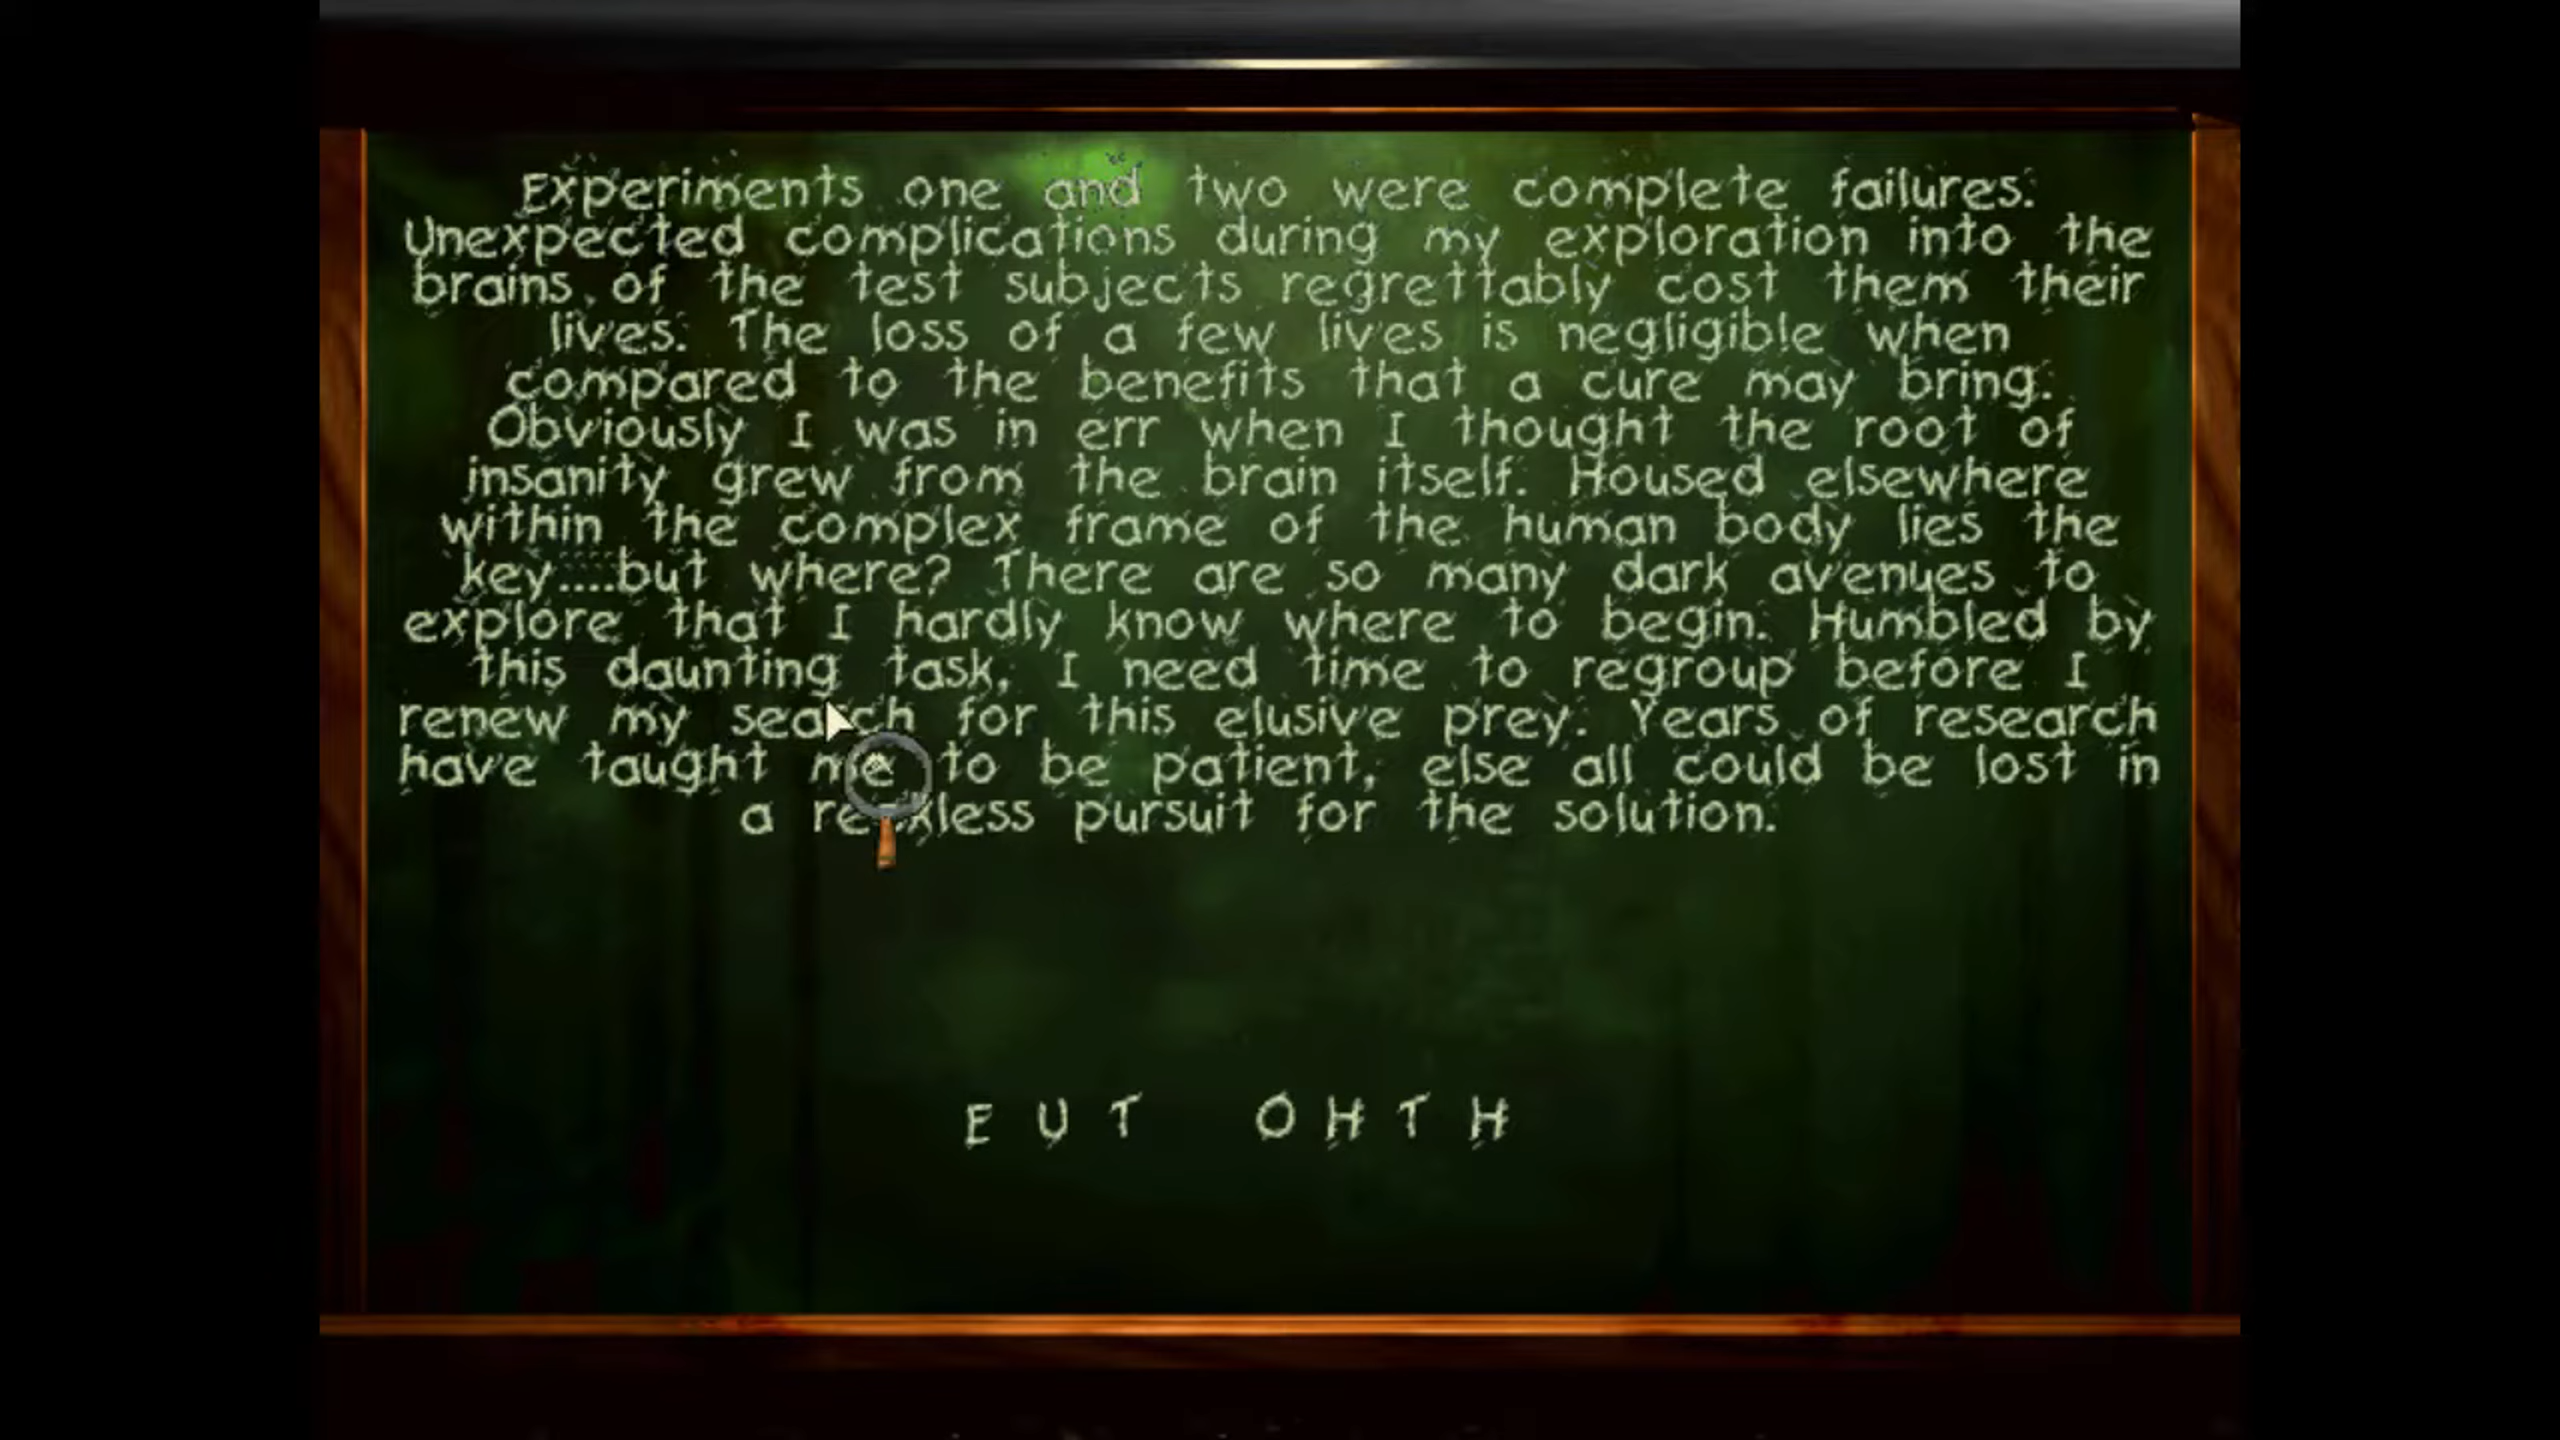 Experiments one and two were complete failures.
Unexpected complications during my exploration into the
brains of the test subjects regrettably cost them their
lives. The loss of a few lives is negligible when
compared to the benefits that a cure may bring.
Obviously I was in err when I thought the root of
insanity grew from the brain itself. Housed elsewhere
within the complex frame of the human body lies the
key....but where? There are so many dark avenues to
explore that I hardly know where to begin. Humbled by
this daunting task, I need time to regroup before I
renew my search for this elusive prey. Years of research
have taught me to be patient, else all could be lost in
a reckless pursuit for the solution.
E U T O H T H